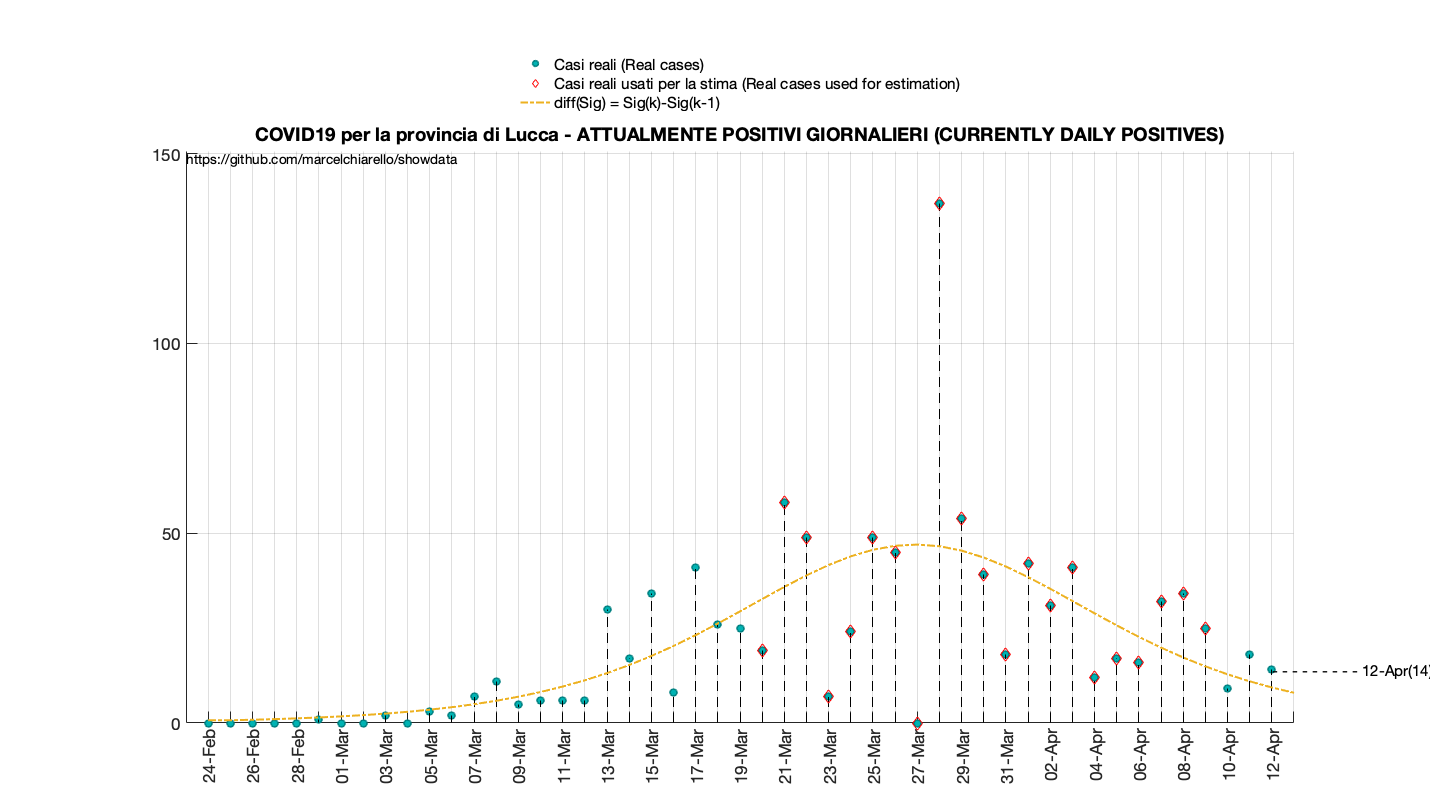 Casi reali (Real cases)
Casi reali usati per la stima (Real cases used for estimation)
diff(Sig) = Sig(k)-Sig(k-1)
COVID19 per la provincia di Lucca - ATTUALMENTE POSITIVI GIORNALIERI (CURRENTLY DAILY POSITIVES)
https://github.com/marcelchiarello/showdata
150
100
50
0
12-Apr(14)
24-Feb
26-Feb
28-Feb
01-Mar
03-Mar
05-Mar
07-Mar
09-Mar
11-Mar
13-Mar
15-Mar
17-Mar
19-Mar
21-Mar
23-Mar
25-Mar
27-Mar
29-Mar
31-Mar
02-Apr
04-Apr
06-Apr
08-Apr
10-Apr
12-Apr